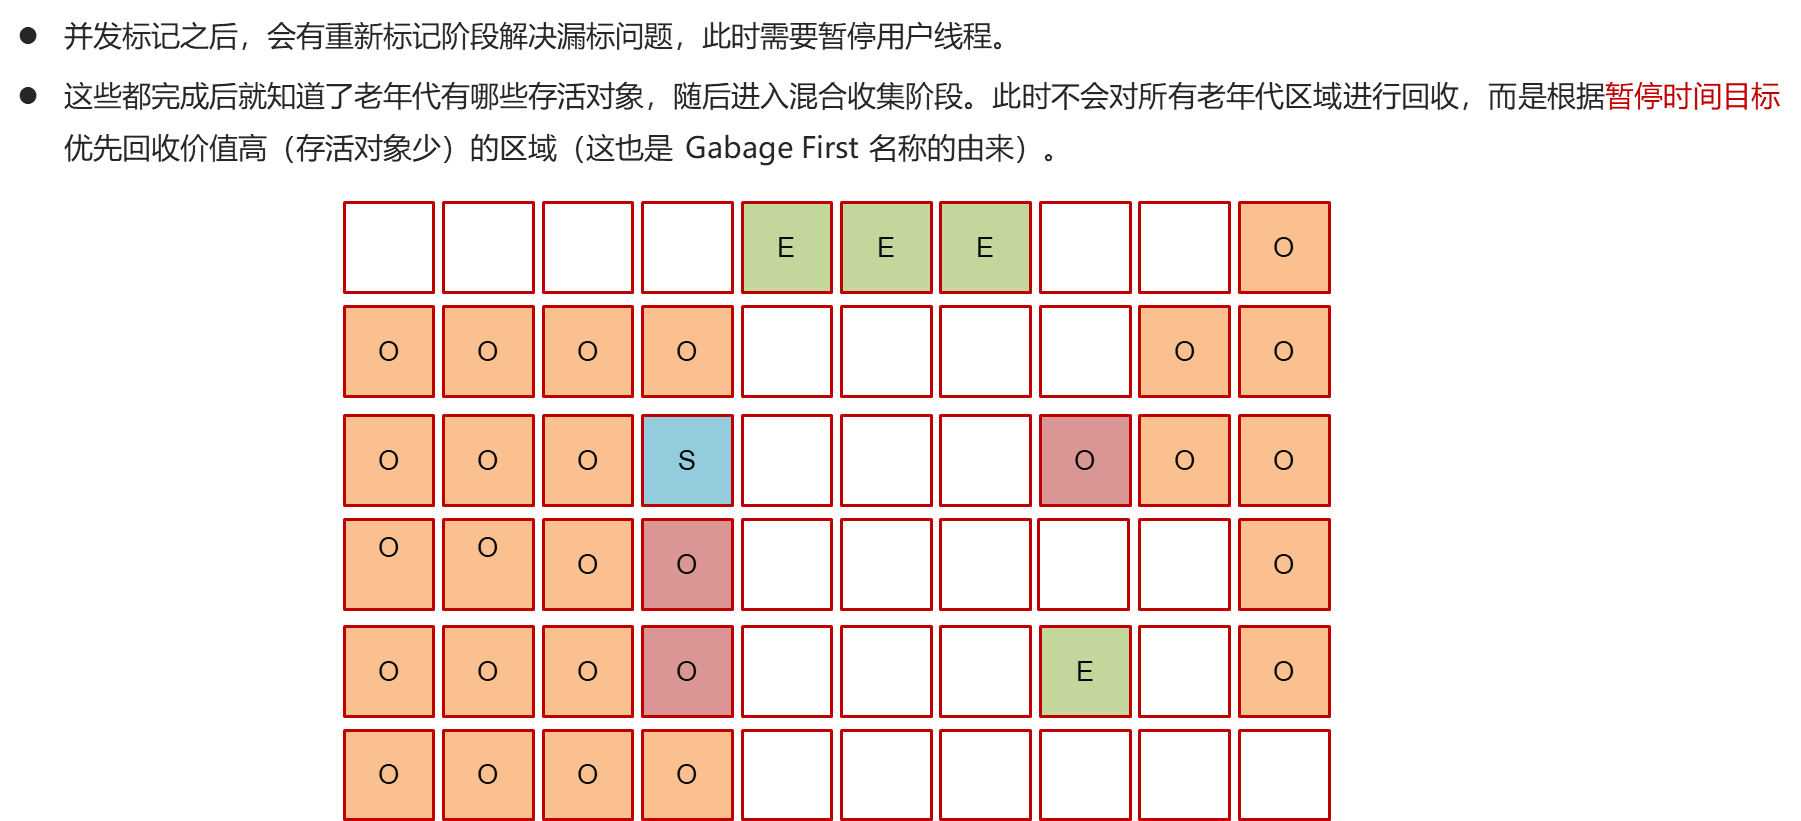 ● 并发标记之后，会有重新标记阶段解决漏标问题，此时需要暂停用户线程。
● 这些都完成后就知道了老年代有哪些存活对象，随后进入混合收集阶段。此时不会对所有老年代区域进行回收，而是根据暂停时间目标
优先回收价值高（存活对象少）的区域（这也是 Gabage First 名称的由来）。
E E E O
O O O O O O
O O O S O O O
O O O O O
O O O O E O
O O O O